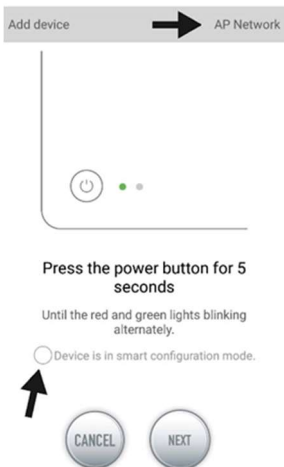 Add device AP Network
Press the power button for 5
seconds
Until the red and green lights blinking
alternately.
Device is in smart configuration mode.
CANCEL NEXT